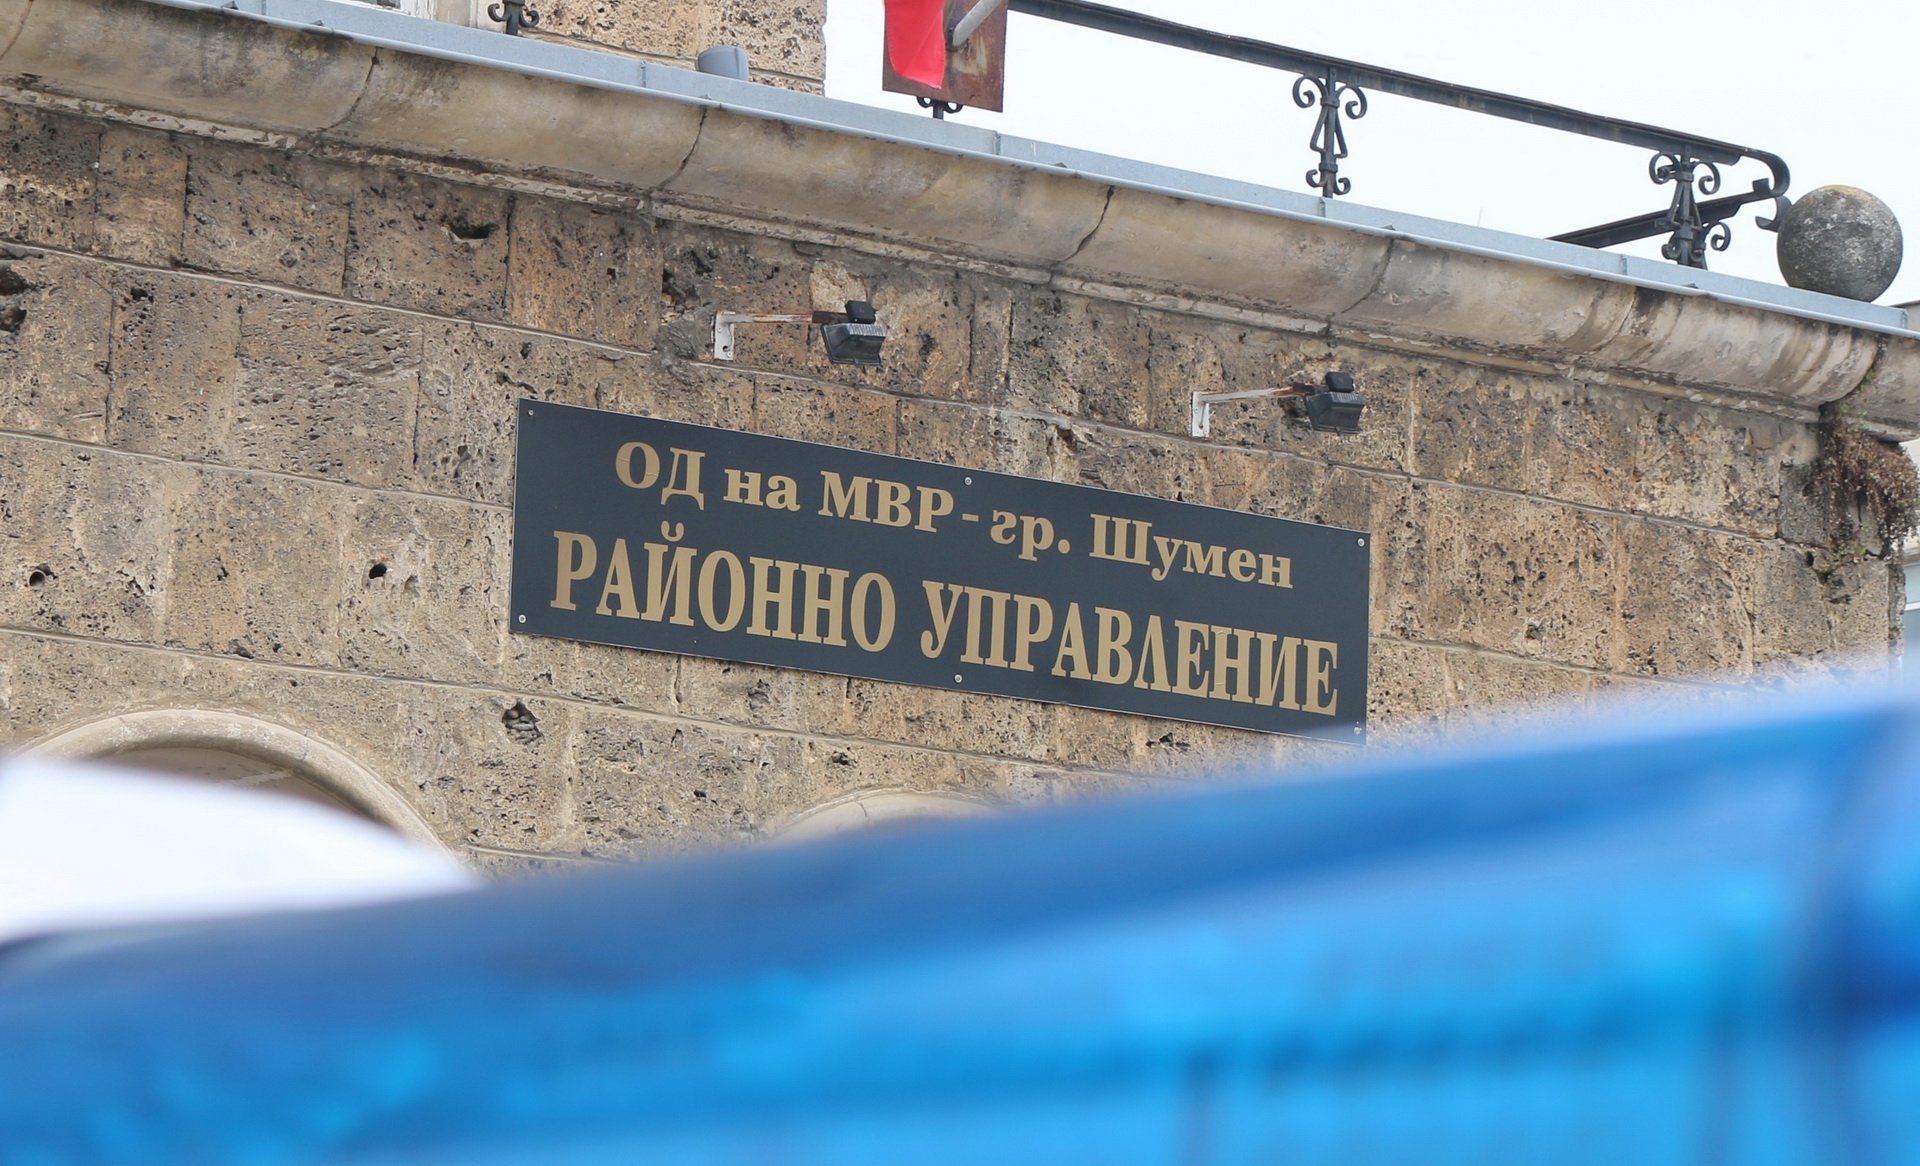 ОД на МВР - гр. Шумен
РАЙОННО УПРАВЛЕНИЕ